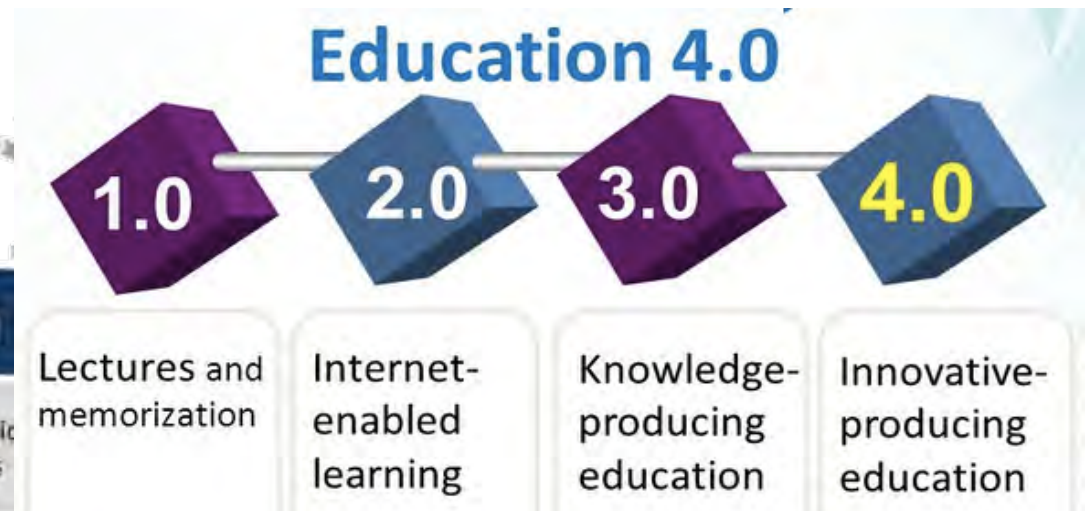 Education 4.0
1.0
2.0
3.0
4.0
Lectures and
memorization
Internet-
enabled
learning
Knowledge-
producing
education
Innovative-
producing
education